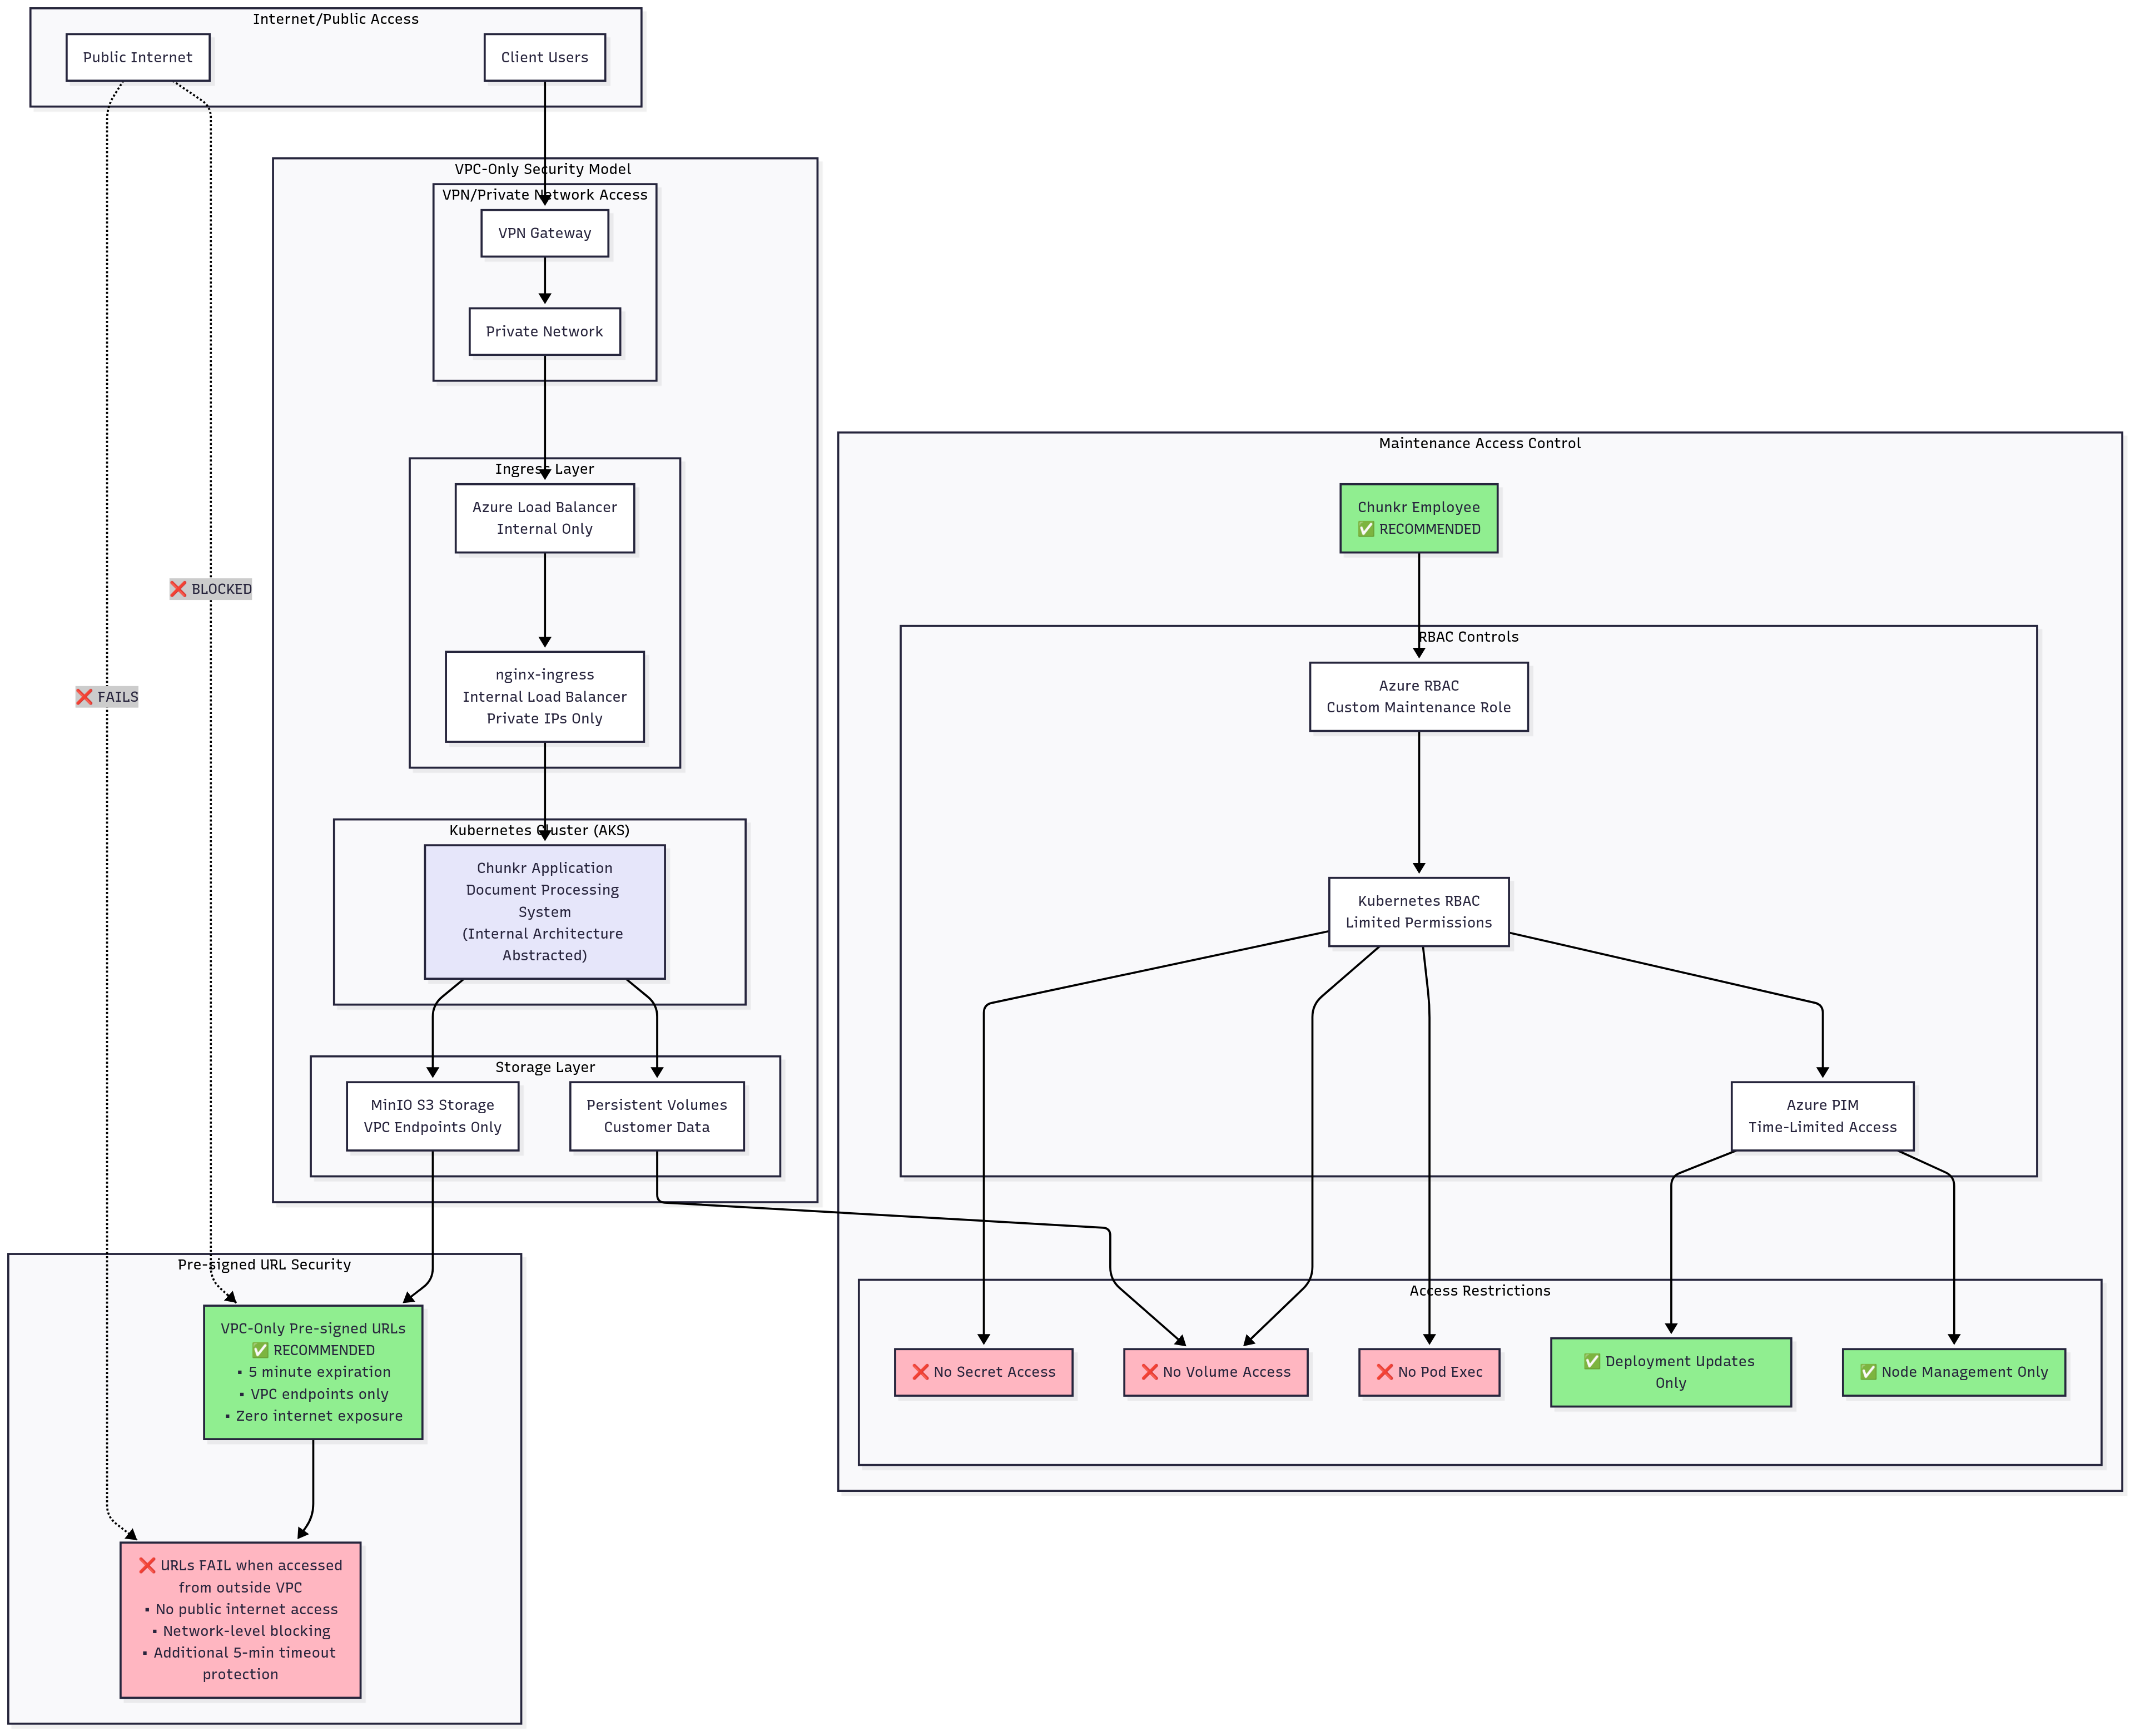 Internet/Public Access
Public Internet
Client Users
VPC-Only Security Model
VPN/Private Network Access
VPN Gateway
Private Network
Ingress Layer
Azure Load Balancer
Internal Only
❌ BLOCKED
nginx-ingress
Internal Load Balancer
Private IPs Only
❌ FAILS
Kubernetes Cluster (AKS)
Chunkr Application
Document Processing
System
(Internal Architecture
Abstracted)
Storage Layer
MinIO S3 Storage
VPC Endpoints Only
Persistent Volumes
Customer Data
Maintenance Access Control
Chunkr Employee
✅ RECOMMENDED
RBAC Controls
Azure RBAC
Custom Maintenance Role
Kubernetes RBAC
Limited Permissions
Azure PIM
Time-Limited Access
Access Restrictions
❌ No Secret Access
❌ No Volume Access
❌ No Pod Exec
✅ Deployment Updates
Only
✅ Node Management Only
Pre-signed URL Security
VPC-Only Pre-signed URLs
✅ RECOMMENDED
• 5 minute expiration
• VPC endpoints only
• Zero internet exposure
❌ URLs FAIL when accessed
from outside VPC
• No public internet access
• Network-level blocking
• Additional 5-min timeout
protection